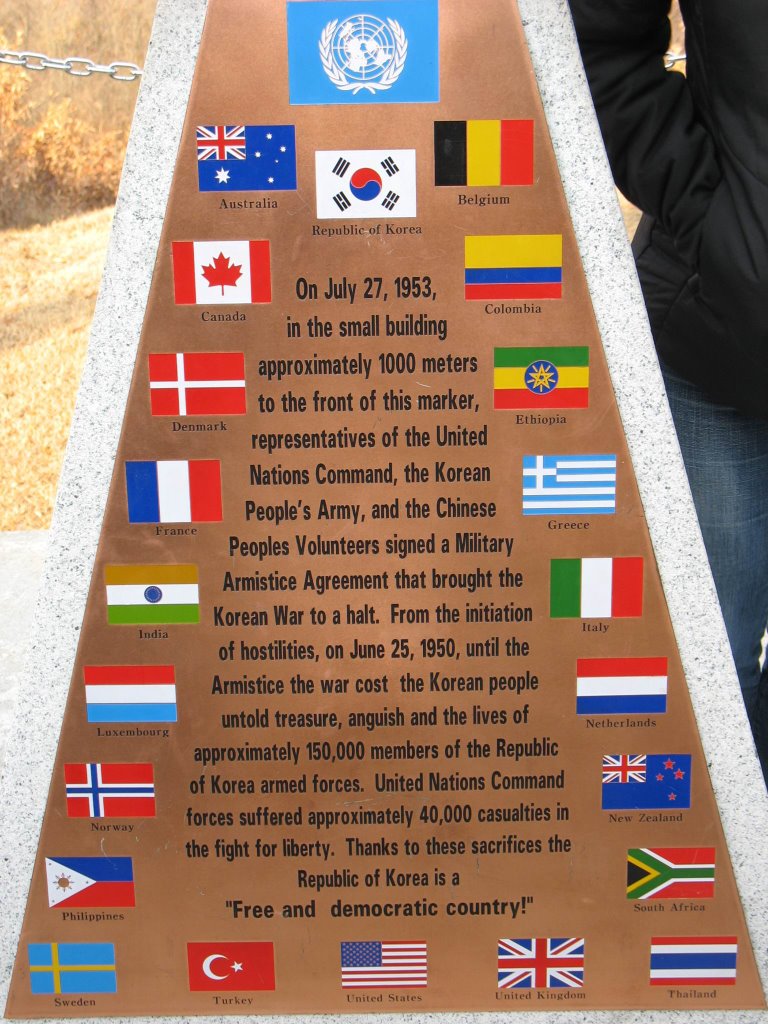 Australia
Republic of Korea
Belgium
Canada
Colombia
On July 27, 1953,
in the small building
approximately 1000 meters
to the front of this marker,
Denmark
Ethiopia
representatives of the United
Nations Command, the Korean
People's Army, and the Chinese
France
Greece
Peoples Volunteers signed a Military
Armistice Agreement that brought the
Korean War to a halt. From the initiation
India
Italy
of hostilities, on June 25, 1950, until the
Armistice the war cost the Korean people
untold treasure, anguish and the lives of
Luxembourg
Netherlands
approximately 150,000 members of the Republic
of Korea armed forces. United Nations Command
forces suffered approximately 40,000 casualties in
Norway
New Zealand
the fight for liberty. Thanks to these sacrifices the
Republic of Korea is a
"Free and democratic country!"
Philippines
South Africa
Sweden
Turkey
United States
United Kingdom
Thailand